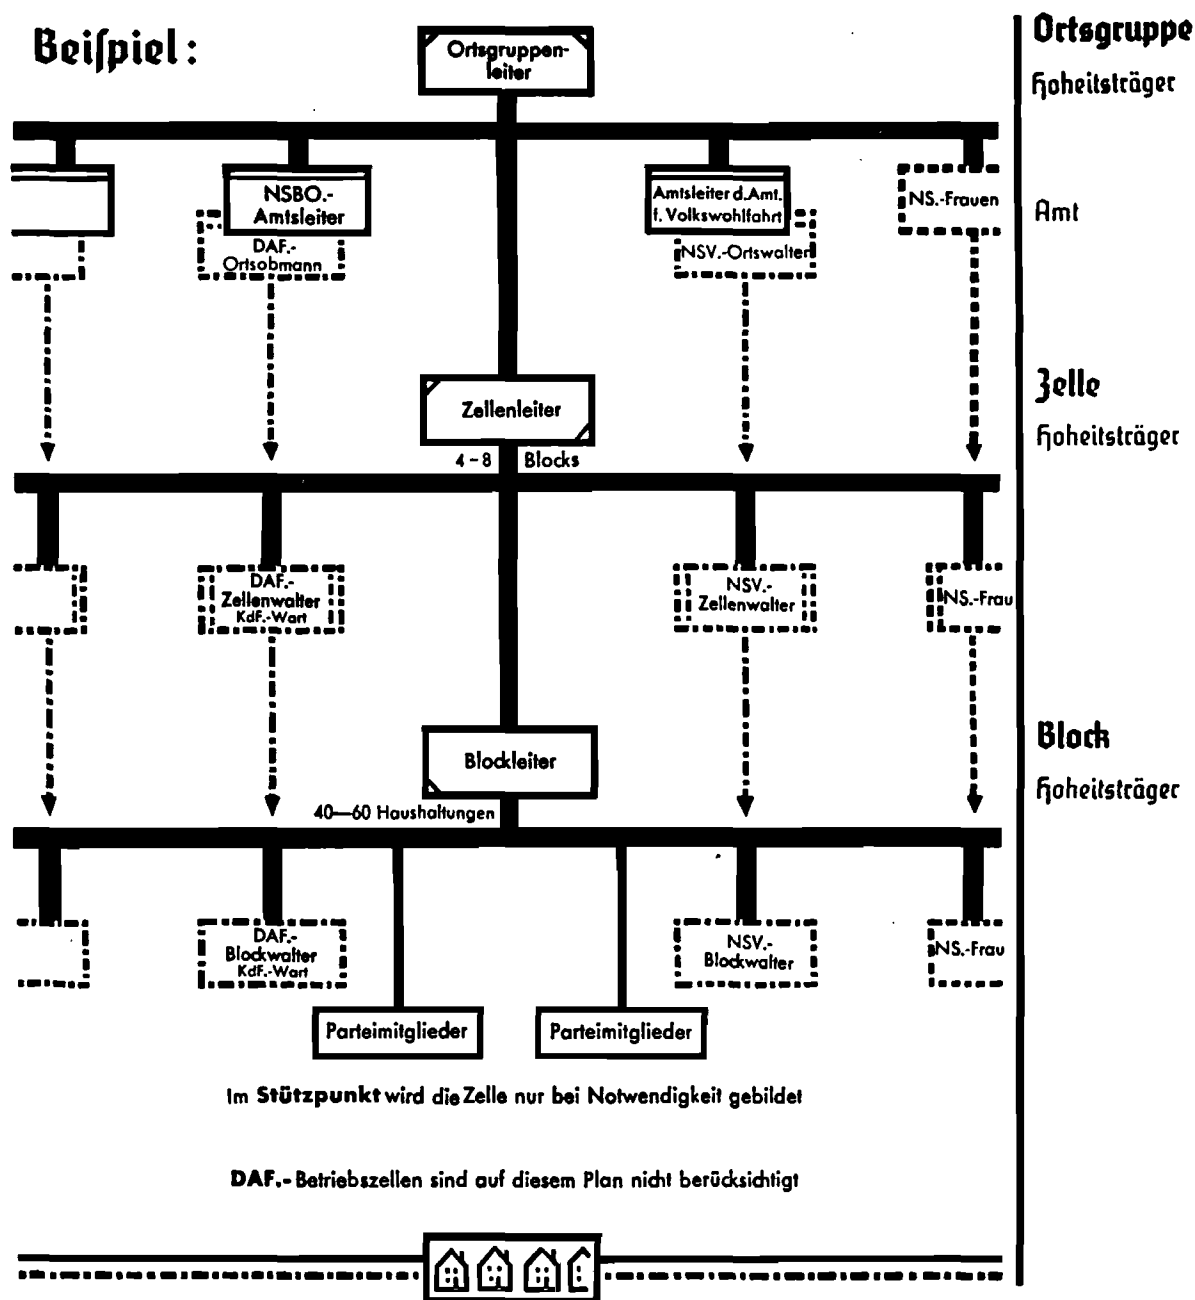 Beiſpiel:
Ortsgruppen-
leiter
Ortsgruppe
Hoheitsträger
NSBO.-
Amtsleiter
DAF.-
Ortsobmann
Amtsleiter d. Amt.
f. Volkswohlfahrt
NSV.-Ortswalter
NS.-Frauen
Amt
Zellenleiter
4-8 Blocks
Zelle
Hoheitsträger
DAF.-
Zellenwalter
KdF.-Wart
NSV.-
Zellenwalter
NS.-Frau
Blockleiter
40—60 Haushaltungen
Block
Hoheitsträger
DAF.-
Blockwalter
KdF.-Wart
NSV.-
Blockwalter
NS.-Frau
Parteimitglieder
Parteimitglieder
Im Stützpunkt wird die Zelle nur bei Notwendigkeit gebildet
DAF.-Betriebszellen sind auf diesem Plan nicht berücksichtigt